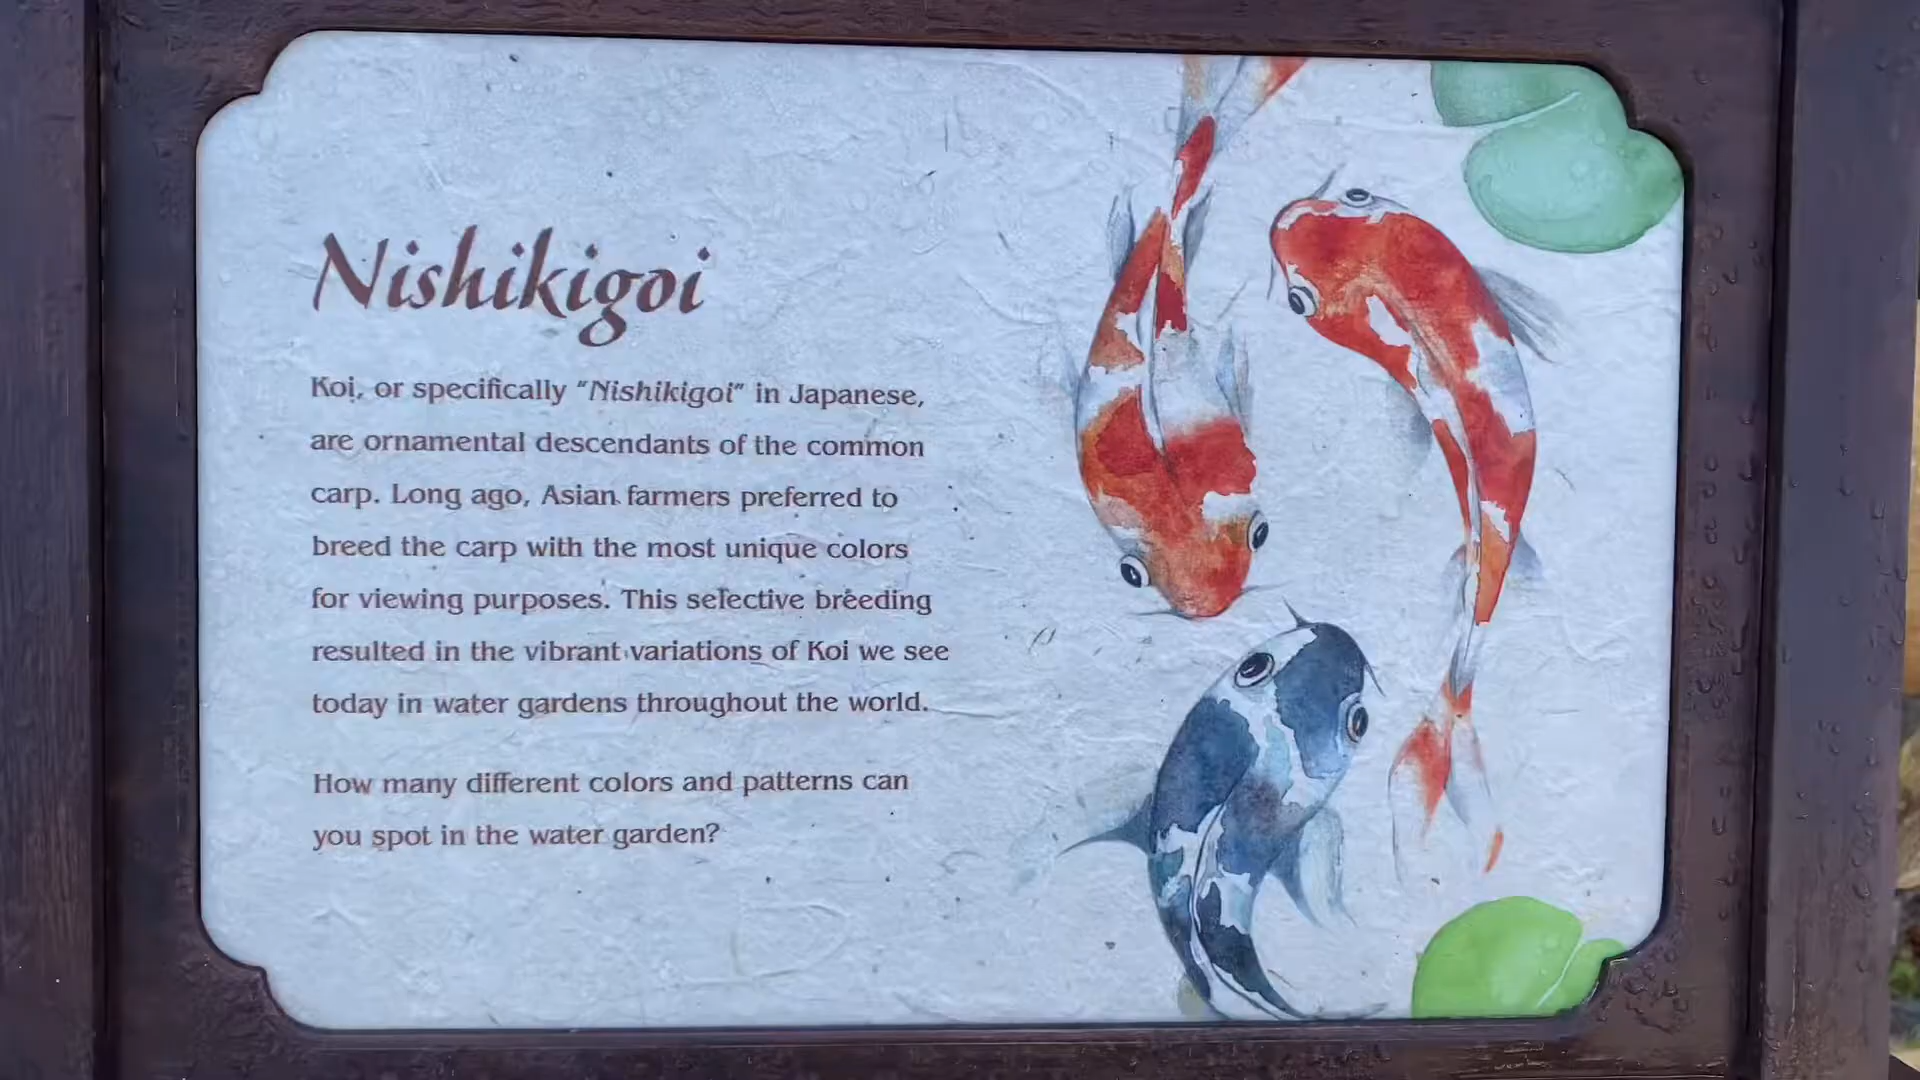 Nishikigoi
Koi, or specifically “Nishikigoi” in Japanese,
are ornamental descendants of the common
carp. Long ago, Asian farmers preferred to
breed the carp with the most unique colors
for viewing purposes. This selective breeding
resulted in the vibrant variations of Koi we see
today in water gardens throughout the world.
How many different colors and patterns can
you spot in the water garden?